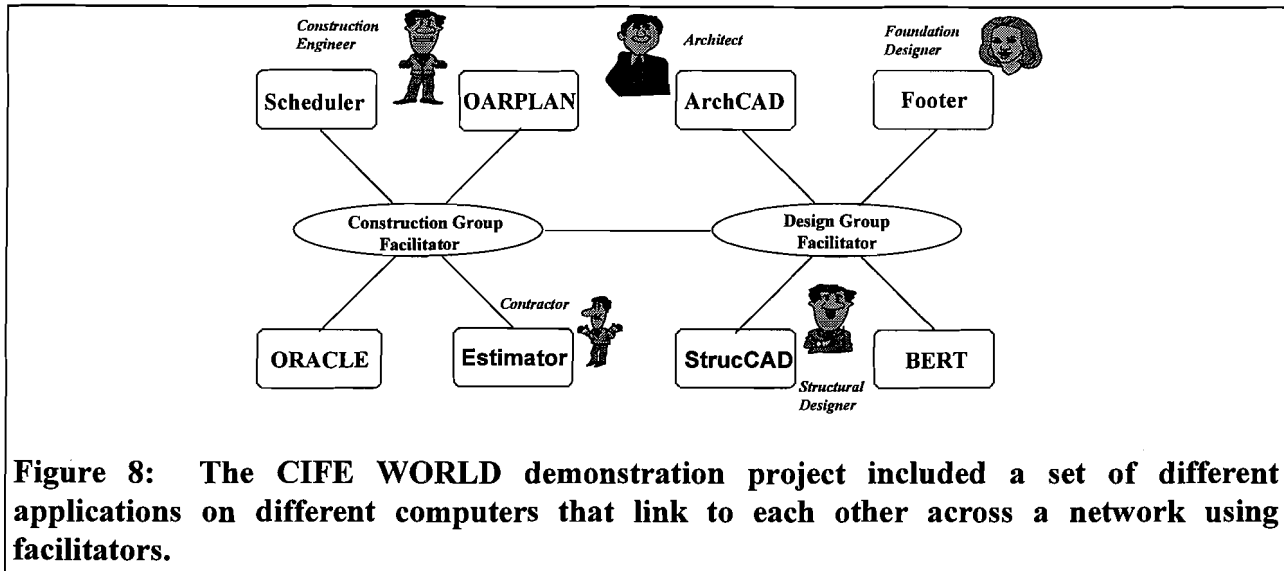 Construction
Engineer
Architect
Foundation
Designer
Scheduler
OARPLAN
ArchCAD
Footer
Construction Group
Facilitator
Design Group
Facilitator
Contractor
ORACLE
Estimator
StrucCAD
BERT
Structural
Designer
Figure 8: The CIFE WORLD demonstration project included a set of different
applications on different computers that link to each other across a network using
facilitators.